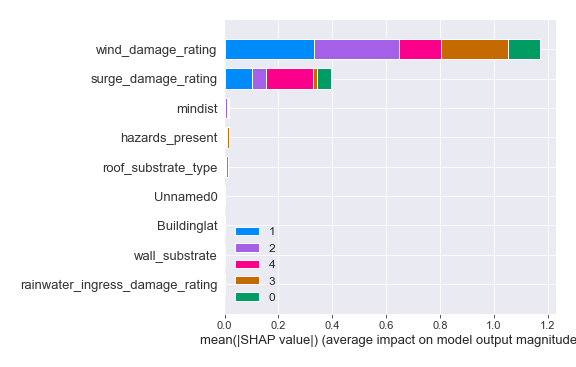 wind_damage_rating
surge_damage_rating
mindist
hazards_present
roof_substrate_type
Unnamed0
Buildinglat
wall_substrate
rainwater_ingress_damage_rating
1
2
4
3
0
0.0 0.2 0.4 0.6 0.8 1.0 1.2
mean(|SHAP value|) (average impact on model output magnitude